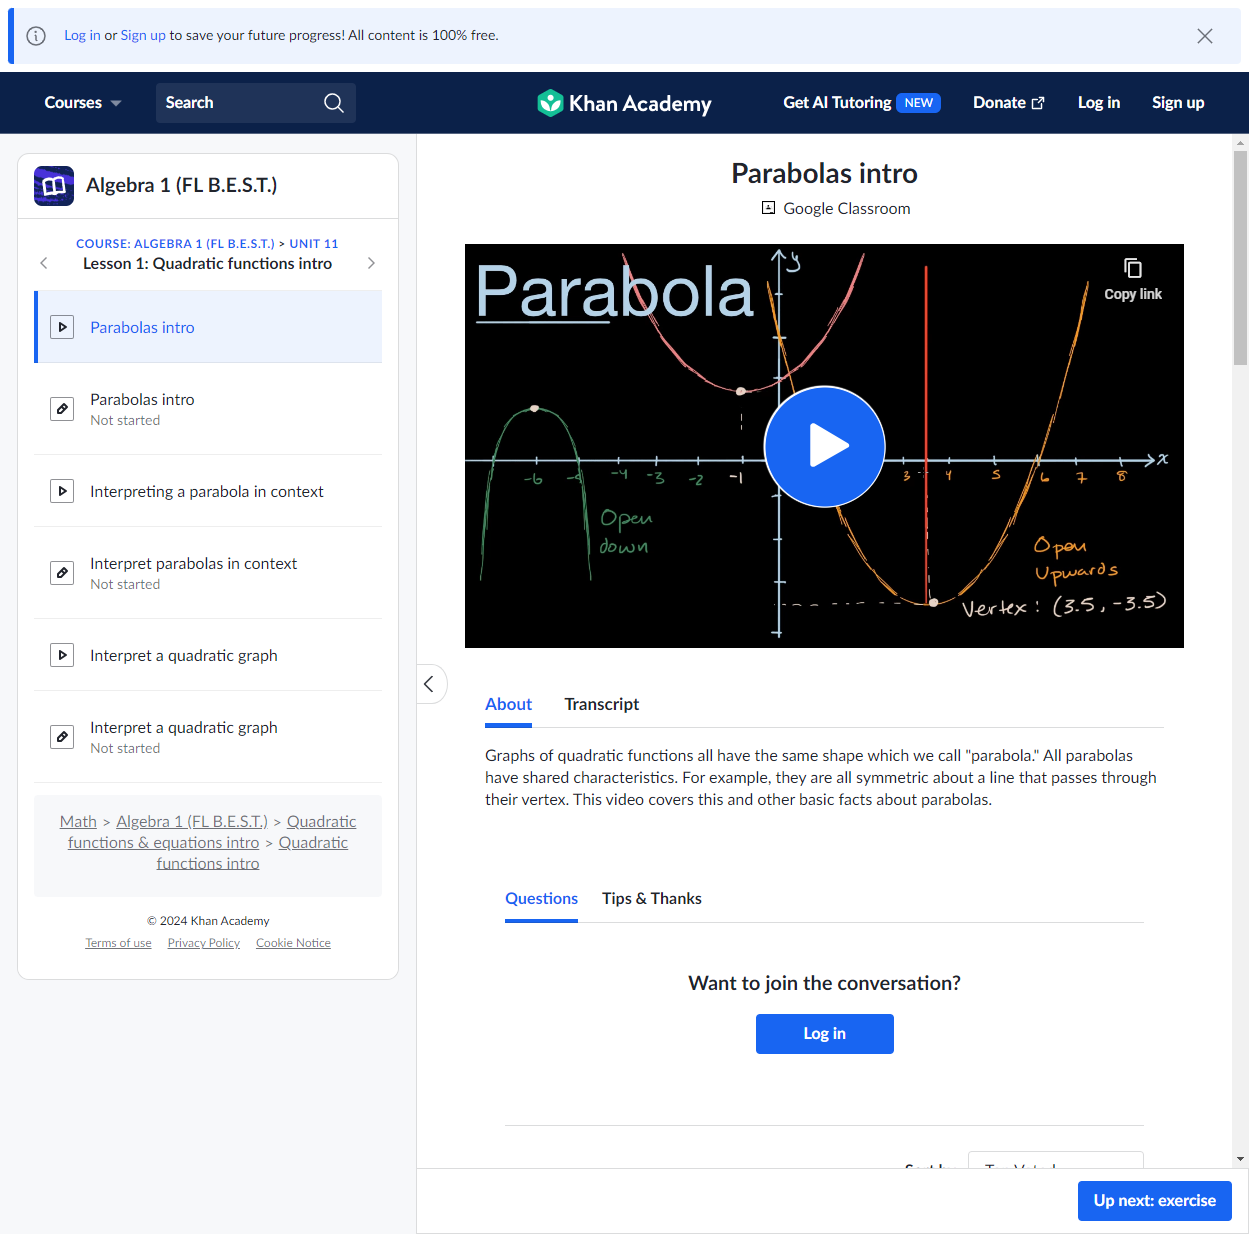 Log in or Sign up to save your future progress! All content is 100% free.
Courses
Search
Khan Academy
Get AI Tutoring NEW
Donate
Log in
Sign up
Algebra 1 (FL B.E.S.T.)
COURSE: ALGEBRA 1 (FL B.E.S.T.) > UNIT 11
Lesson 1: Quadratic functions intro
Parabolas intro
Parabolas intro
Not started
Interpreting a parabola in context
Interpret parabolas in context
Not started
Interpret a quadratic graph
Interpret a quadratic graph
Not started
Math > Algebra 1 (FL B.E.S.T.) > Quadratic
functions & equations intro > Quadratic
functions intro
© 2024 Khan Academy
Terms of use Privacy Policy Cookie Notice
Parabolas intro
Google Classroom
Parabola
y
Copy link
x
-6 -4 -3 -2 -1 3 4 5 6 7 8
Open
down
Open
Upwards
Vertex: (3.5, -3.5)
About Transcript
Graphs of quadratic functions all have the same shape which we call "parabola." All parabolas
have shared characteristics. For example, they are all symmetric about a line that passes through
their vertex. This video covers this and other basic facts about parabolas.
Questions Tips & Thanks
Want to join the conversation?
Log in
Up next: exercise